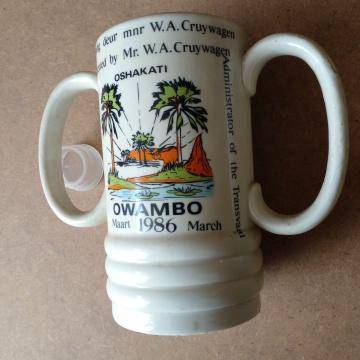 deur mnr W.A. Cruywagen
by Mr. W.A. Cruywagen
OSHAKATI
OWAMBO
Maart 1986 March
Administrator of the Transvaal